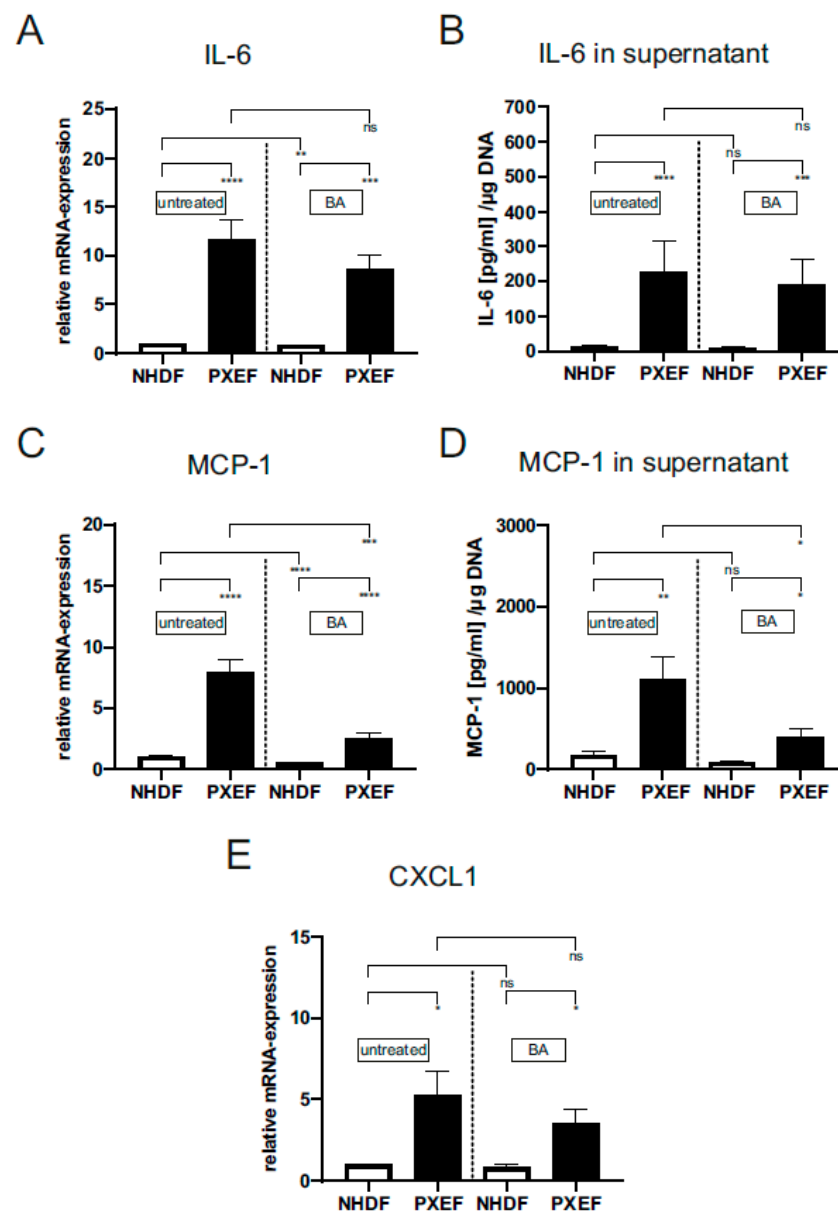 A
IL-6
relative mRNA-expression
25
20
15
10
5
0
ns
**
****
***
untreated
BA
NHDF PXEF NHDF PXEF
B
IL-6 in supernatant
IL-6 [pg/ml] /µg DNA
700
600
500
400
300
200
100
0
ns
ns
****
***
untreated
BA
NHDF PXEF NHDF PXEF
C
MCP-1
relative mRNA-expression
20
15
10
5
0
***
****
****
****
untreated
BA
NHDF PXEF NHDF PXEF
D
MCP-1 in supernatant
MCP-1 [pg/ml] /µg DNA
3000
2000
1000
0
*
ns
**
*
untreated
BA
NHDF PXEF NHDF PXEF
E
CXCL1
relative mRNA-expression
15
10
5
0
ns
ns
*
*
untreated
BA
NHDF PXEF NHDF PXEF